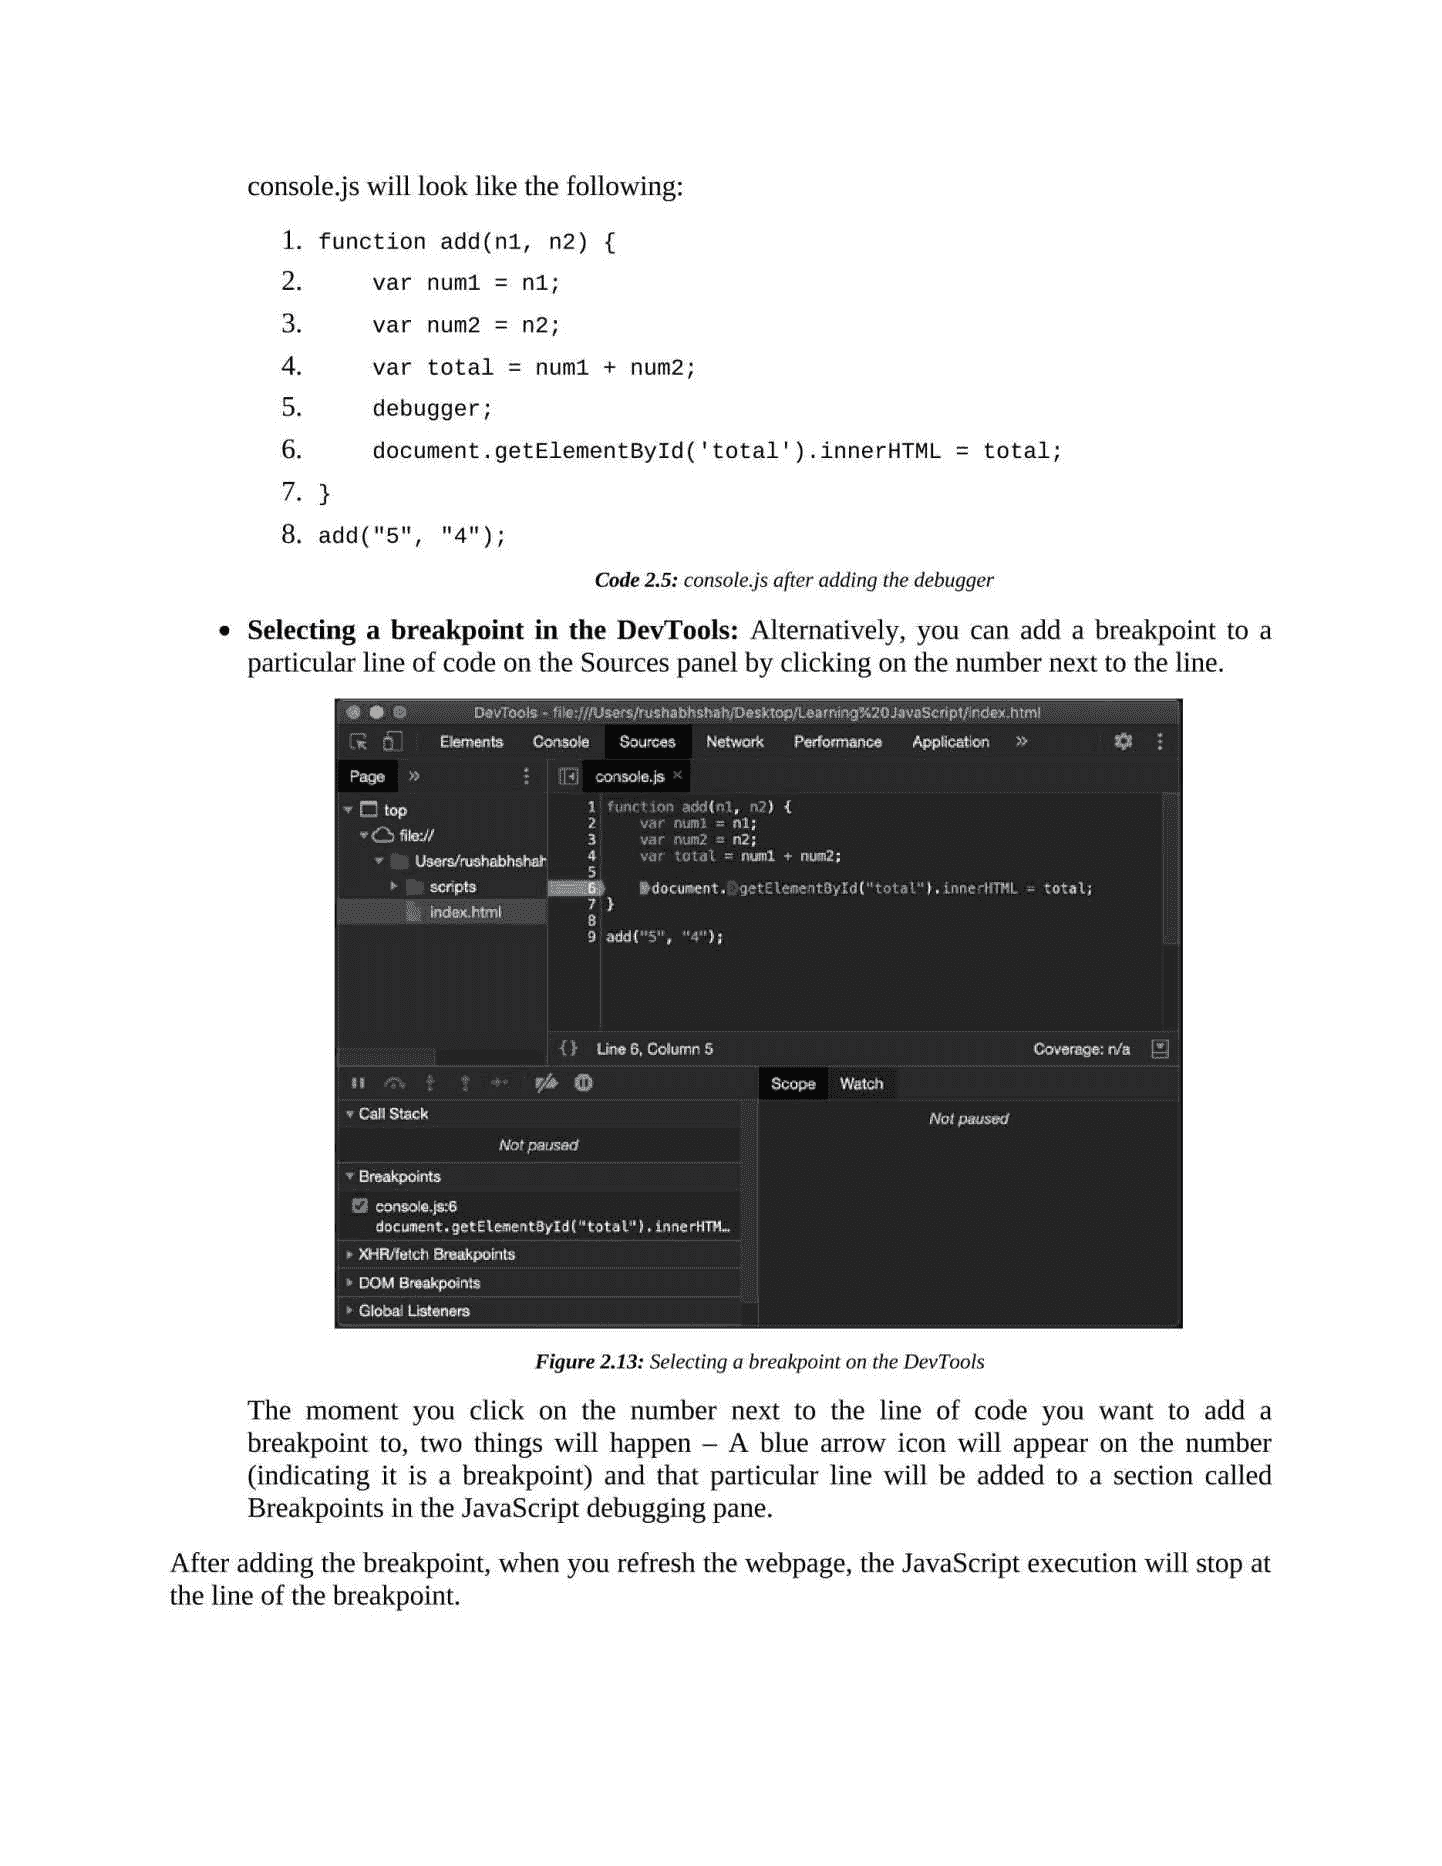 console.js will look like the following:
1. function add(n1, n2) {
2. var num1 = n1;
3. var num2 = n2;
4. var total = num1 + num2;
5. debugger;
6. document.getElementById('total').innerHTML = total;
7. }
8. add("5", "4");
Code 2.5: console.js after adding the debugger
• Selecting a breakpoint in the DevTools: Alternatively, you can add a breakpoint to a
particular line of code on the Sources panel by clicking on the number next to the line.
DevTools - file:///Users/rushabhshah/Desktop/Learning%20JavaScript/index.html
Elements Console Sources Network Performance Application »
Page » console.js ×
top
file://
Users/rushabhshah
scripts
index.html
1 function add(n1, n2) {
2 var num1 = n1;
3 var num2 = n2;
4 var total = num1 + num2;
5
6 document.getElementById("total").innerHTML = total;
7 }
8
9 add("5", "4");
{} Line 6, Column 5 Coverage: n/a
Scope Watch
Call Stack
Not paused
Not paused
Breakpoints
console.js:6
document.getElementById("total").innerHTM…
XHR/fetch Breakpoints
DOM Breakpoints
Global Listeners
Figure 2.13: Selecting a breakpoint on the DevTools
The moment you click on the number next to the line of code you want to add a
breakpoint to, two things will happen – A blue arrow icon will appear on the number
(indicating it is a breakpoint) and that particular line will be added to a section called
Breakpoints in the JavaScript debugging pane.
After adding the breakpoint, when you refresh the webpage, the JavaScript execution will stop at
the line of the breakpoint.